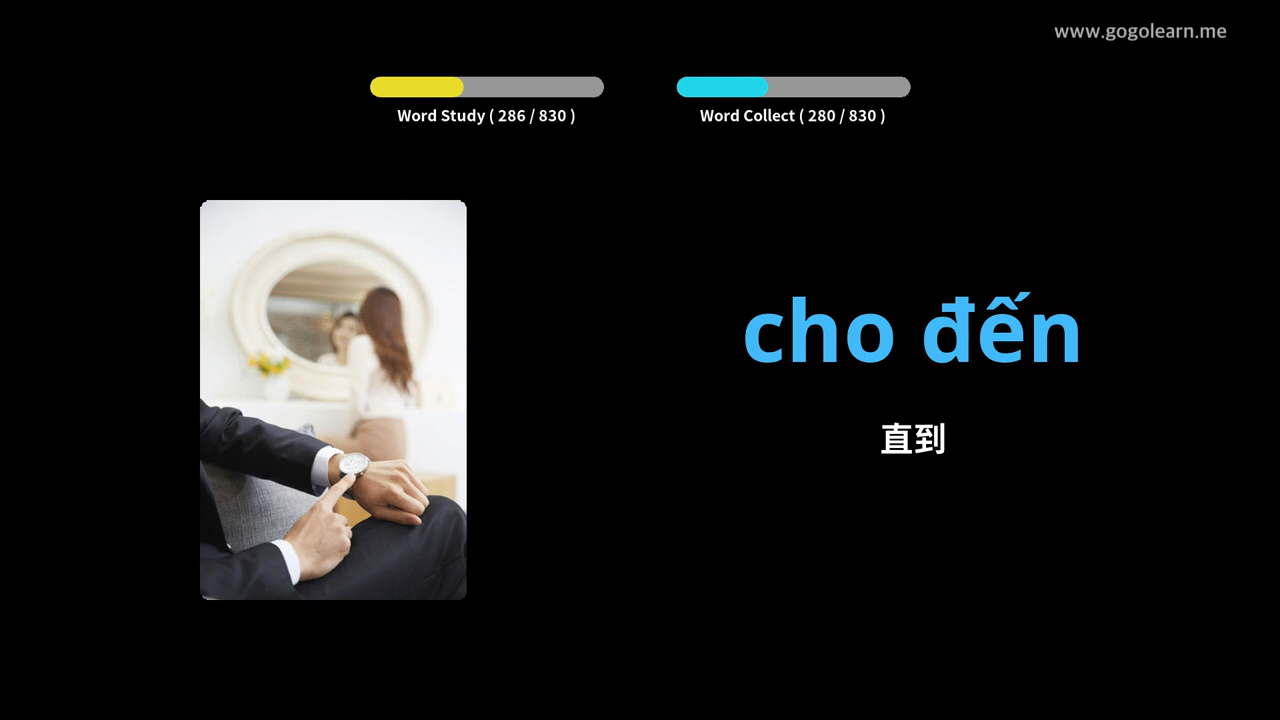 www.gogolearn.me
Word Study ( 286 / 830 )
Word Collect ( 280 / 830 )
cho đến
直到